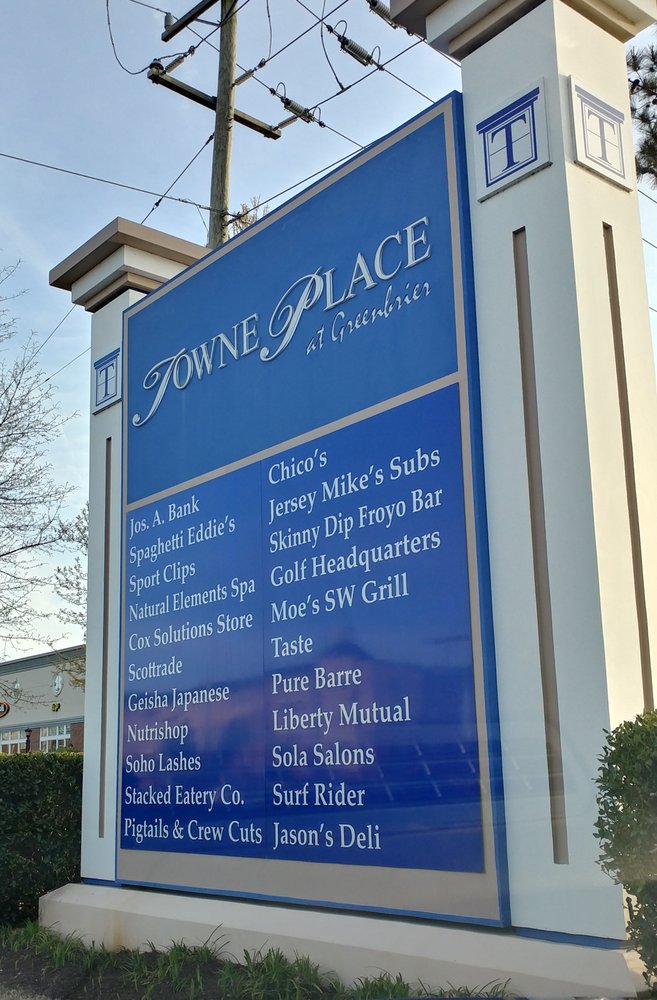 T
T
T
TOWNE PLACE
at Greenbrier
Jos. A. Bank
Spaghetti Eddie's
Sport Clips
Natural Elements Spa
Cox Solutions Store
Scottrade
Geisha Japanese
Nutrishop
Soho Lashes
Stacked Eatery Co.
Pigtails & Crew Cuts
Chico's
Jersey Mike's Subs
Skinny Dip Froyo Bar
Golf Headquarters
Moe's SW Grill
Taste
Pure Barre
Liberty Mutual
Sola Salons
Surf Rider
Jason's Deli